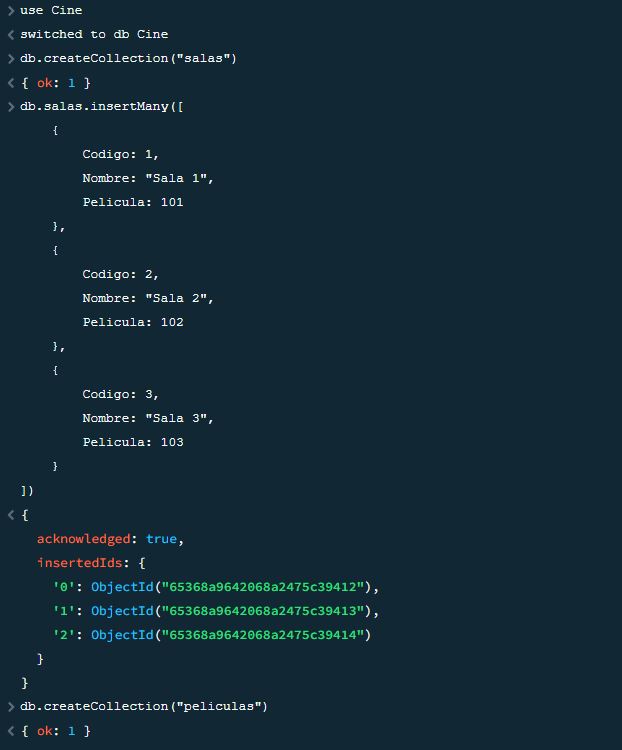 > use Cine
< switched to db Cine
> db.createCollection("salas")
< { ok: 1 }
> db.salas.insertMany([
    {
        Codigo: 1,
        Nombre: "Sala 1",
        Pelicula: 101
    },
    {
        Codigo: 2,
        Nombre: "Sala 2",
        Pelicula: 102
    },
    {
        Codigo: 3,
        Nombre: "Sala 3",
        Pelicula: 103
    }
])
< {
  acknowledged: true,
  insertedIds: {
    '0': ObjectId("65368a9642068a2475c39412"),
    '1': ObjectId("65368a9642068a2475c39413"),
    '2': ObjectId("65368a9642068a2475c39414")
  }
}
> db.createCollection("peliculas")
< { ok: 1 }